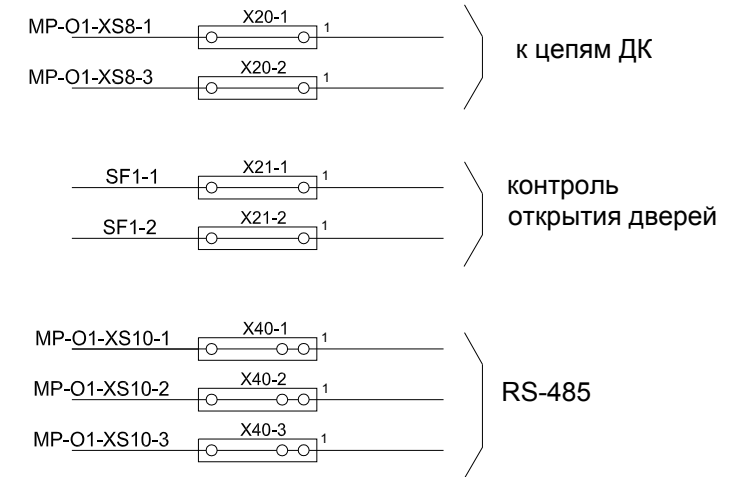 MP-O1-XS8-1 X20-1 1
MP-O1-XS8-3 X20-2 1
к цепям ДК
SF1-1 X21-1 1
SF1-2 X21-2 1
контроль
открытия дверей
MP-O1-XS10-1 X40-1 1
MP-O1-XS10-2 X40-2 1
MP-O1-XS10-3 X40-3 1
RS-485